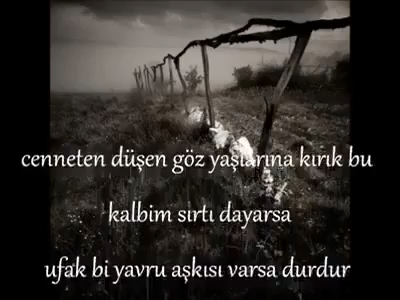 cenneten düşen göz yaşlarına kırık bu
kalbim sırtı dayarsa
ufak bi yavru aşkısı varsa durdur